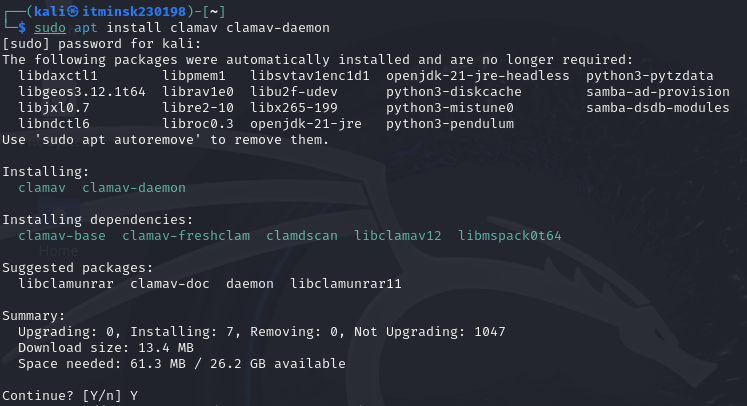 ┌──(kali㉿itminsk230198)-[~]
└─$ sudo apt install clamav clamav-daemon
[sudo] password for kali:
The following packages were automatically installed and are no longer required:
  libdaxctl1        libpmem1   libsvtav1enc1d1  openjdk-21-jre-headless  python3-pytzdata
  libgeos3.12.1t64  librav1e0  libu2f-udev      python3-diskcache        samba-ad-provision
  libjxl0.7         libre2-10  libx265-199      python3-mistune0         samba-dsdb-modules
  libndctl6         libroc0.3  openjdk-21-jre   python3-pendulum
Use 'sudo apt autoremove' to remove them.

Installing:
  clamav  clamav-daemon

Installing dependencies:
  clamav-base  clamav-freshclam  clamdscan  libclamav12  libmspack0t64
Home

Suggested packages:
  libclamunrar  clamav-doc  daemon  libclamunrar11

Summary:
  Upgrading: 0, Installing: 7, Removing: 0, Not Upgrading: 1047
  Download size: 13.4 MB
  Space needed: 61.3 MB / 26.2 GB available

Continue? [Y/n] Y